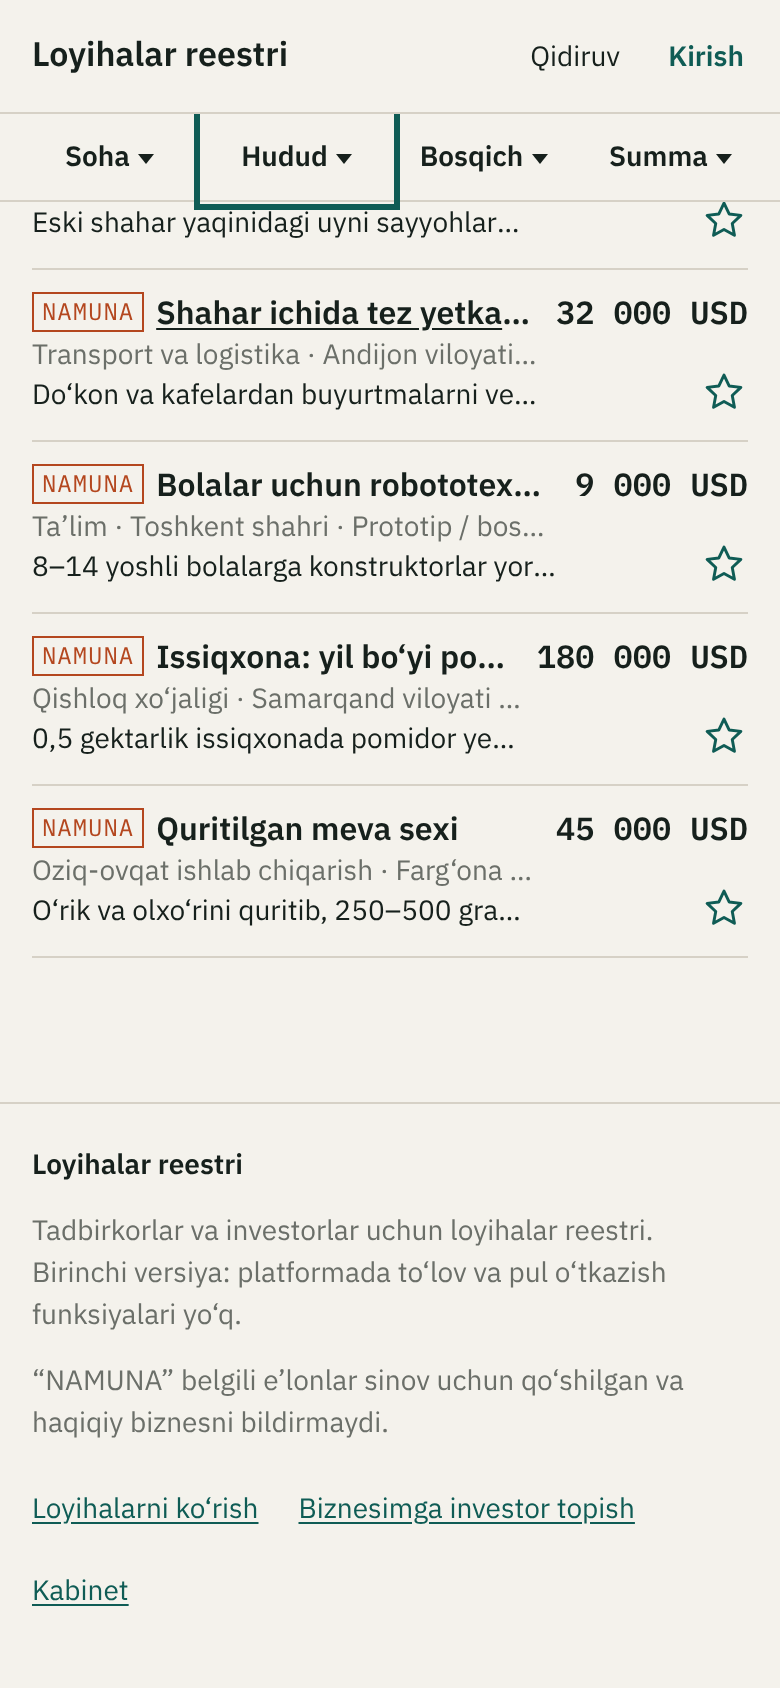 Loyihalar reestri Qidiruv Kirish
Soha Hudud Bosqich Summa
Eski shahar yaqinidagi uyni sayyohlar...
NAMUNA Shahar ichida tez yetka... 32 000 USD
Transport va logistika · Andijon viloyati...
Do‘kon va kafelardan buyurtmalarni ve...
NAMUNA Bolalar uchun robototex... 9 000 USD
Ta’lim · Toshkent shahri · Prototip / bos...
8–14 yoshli bolalarga konstruktorlar yor...
NAMUNA Issiqxona: yil bo‘yi po... 180 000 USD
Qishloq xo‘jaligi · Samarqand viloyati ...
0,5 gektarlik issiqxonada pomidor ye...
NAMUNA Quritilgan meva sexi 45 000 USD
Oziq-ovqat ishlab chiqarish · Farg‘ona ...
O‘rik va olxo‘rini quritib, 250–500 gra...
Loyihalar reestri
Tadbirkorlar va investorlar uchun loyihalar reestri.
Birinchi versiya: platformada to‘lov va pul o‘tkazish
funksiyalari yo‘q.
“NAMUNA” belgili e’lonlar sinov uchun qo‘shilgan va
haqiqiy biznesni bildirmaydi.
Loyihalarni ko‘rish Biznesimga investor topish
Kabinet